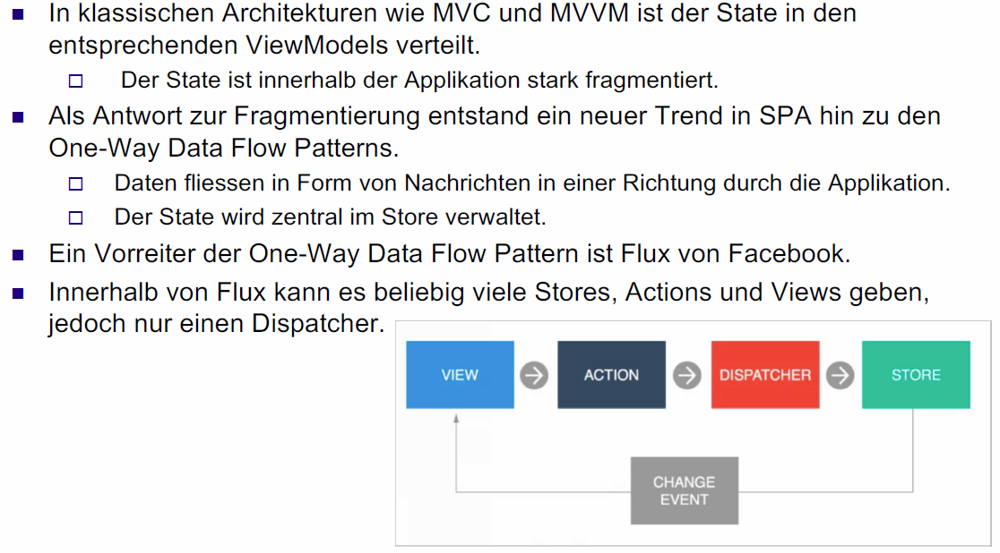 In klassischen Architekturen wie MVC und MVVM ist der State in den
entsprechenden ViewModels verteilt.
Der State ist innerhalb der Applikation stark fragmentiert.
Als Antwort zur Fragmentierung entstand ein neuer Trend in SPA hin zu den
One-Way Data Flow Patterns.
Daten fliessen in Form von Nachrichten in einer Richtung durch die Applikation.
Der State wird zentral im Store verwaltet.
Ein Vorreiter der One-Way Data Flow Pattern ist Flux von Facebook.
Innerhalb von Flux kann es beliebig viele Stores, Actions und Views geben,
jedoch nur einen Dispatcher.
VIEW
ACTION
DISPATCHER
STORE
CHANGE
EVENT